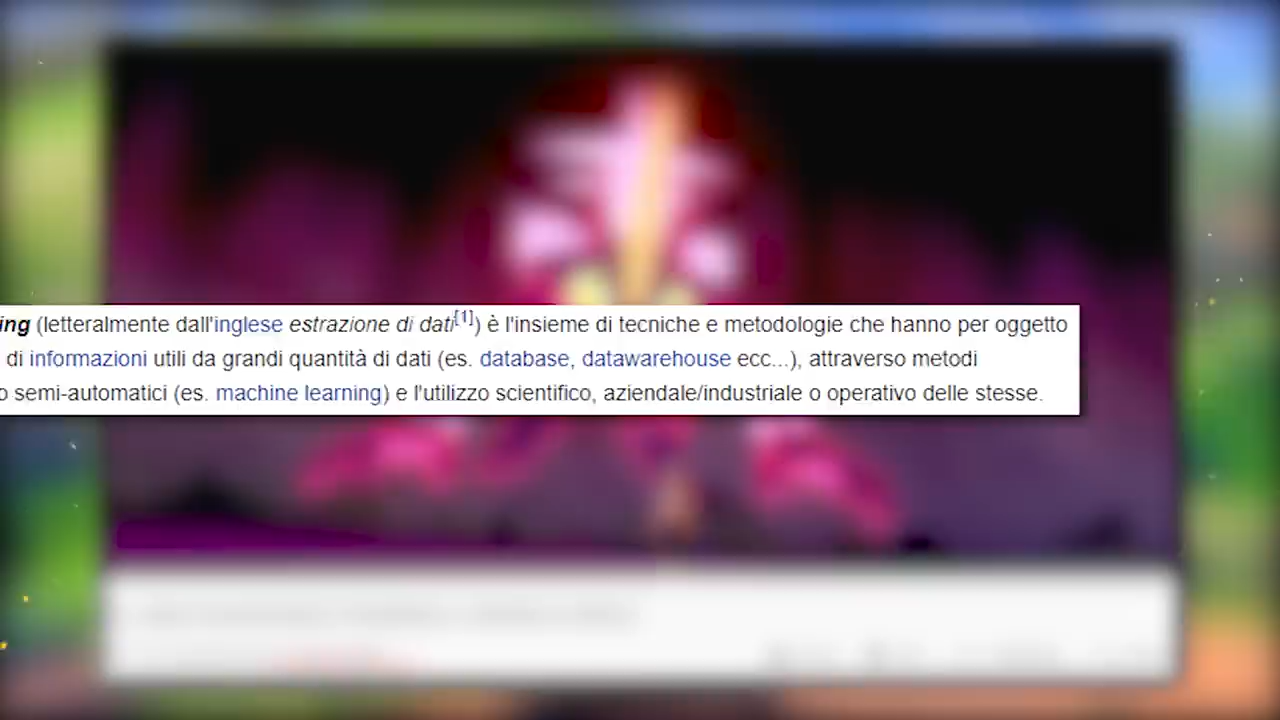 ing (letteralmente dall'inglese estrazione di dati[1]) è l'insieme di tecniche e metodologie che hanno per oggetto
di informazioni utili da grandi quantità di dati (es. database, datawarehouse ecc...), attraverso metodi
o semi-automatici (es. machine learning) e l'utilizzo scientifico, aziendale/industriale o operativo delle stesse.